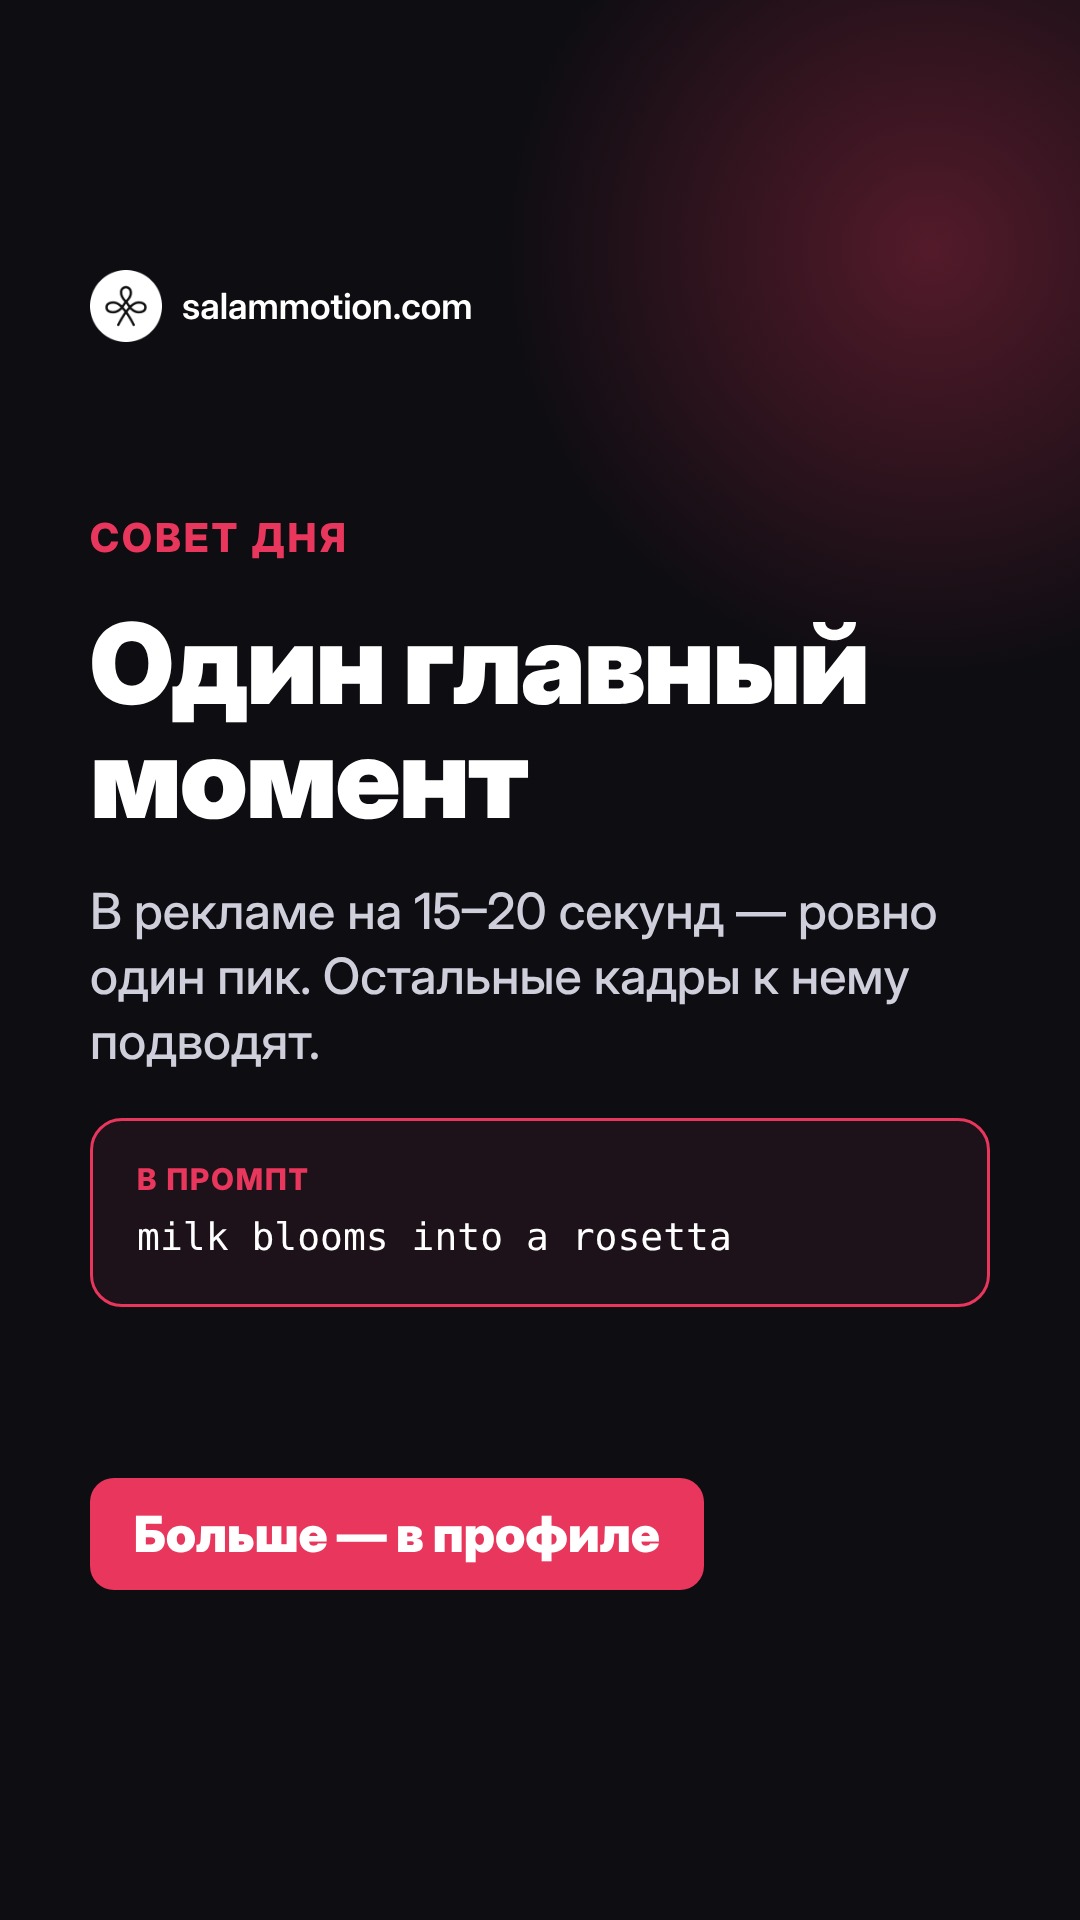 salammotion.com
СОВЕТ ДНЯ
Один главный
момент
В рекламе на 15–20 секунд — ровно
один пик. Остальные кадры к нему
подводят.
В ПРОМПТ
milk blooms into a rosetta
Больше — в профиле